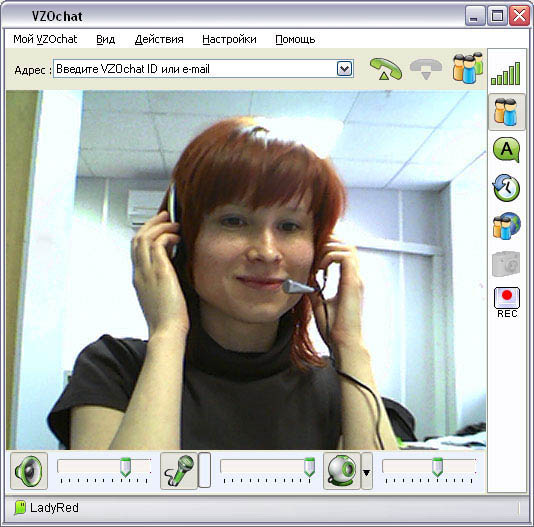 VZOchat
Мой VZOchat Вид Действия Настройки Помощь
Адрес : Введите VZOchat ID или e-mail
A
REC
LadyRed